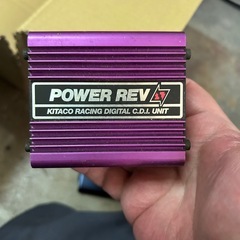 POWER REV
KITACO RACING DIGITAL C.D.I. UNIT